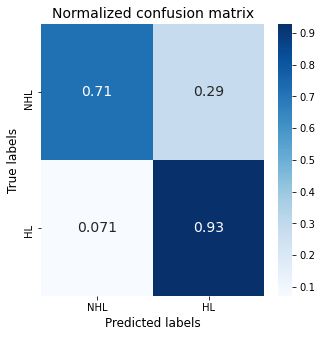 Normalized confusion matrix
True labels
NHL
0.71
0.29
HL
0.071
0.93
NHL
HL
Predicted labels
0.9
0.8
0.7
0.6
0.5
0.4
0.3
0.2
0.1